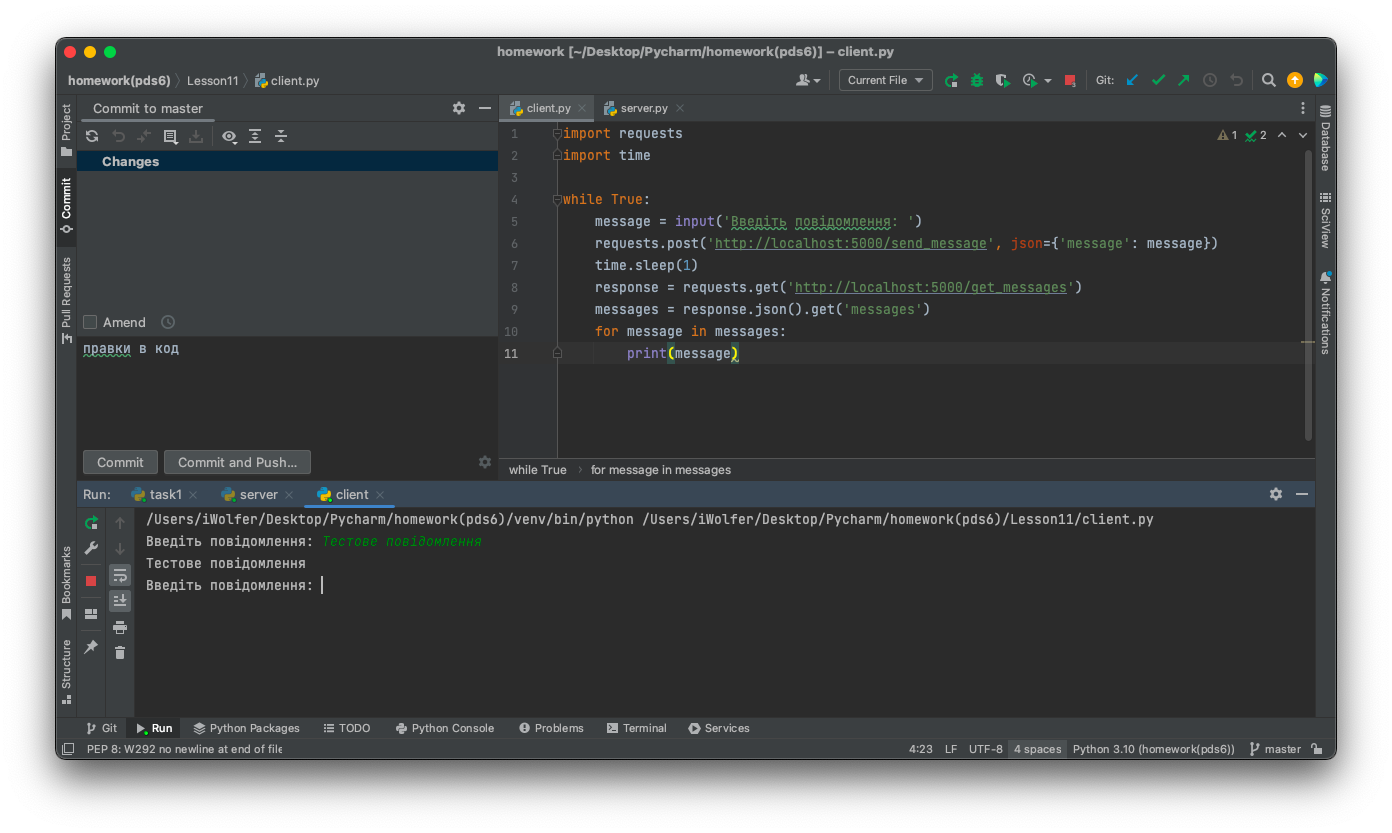 homework [~/Desktop/Pycharm/homework(pds6)] – client.py
homework(pds6) Lesson11 client.py
Current File
Git:
Project
Commit
Pull Requests
Bookmarks
Structure
Commit to master
Changes
Amend
правки в код
Commit Commit and Push...
client.py server.py
1 2
1 import requests
2 import time
3
4 while True:
5 message = input('Введіть повідомлення: ')
6 requests.post('http://localhost:5000/send_message', json={'message': message})
7 time.sleep(1)
8 response = requests.get('http://localhost:5000/get_messages')
9 messages = response.json().get('messages')
10 for message in messages:
11 print(message)
while True for message in messages
Database
SciView
Notifications
Run: task1 server client
/Users/iWolfer/Desktop/Pycharm/homework(pds6)/venv/bin/python /Users/iWolfer/Desktop/Pycharm/homework(pds6)/Lesson11/client.py
Введіть повідомлення: Тестове повідомлення
Тестове повідомлення
Введіть повідомлення:
Git Run Python Packages TODO Python Console Problems Terminal Services
PEP 8: W292 no newline at end of file
4:23 LF UTF-8 4 spaces Python 3.10 (homework(pds6)) master